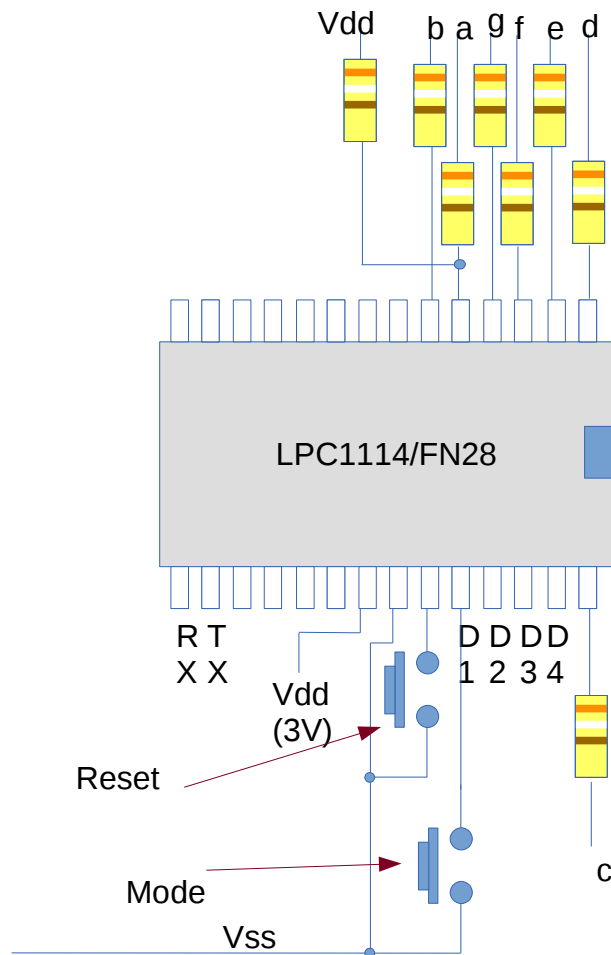 Vdd
b a g f e d
LPC1114/FN28
R T D D D D
X X 1 2 3 4
Vdd
(3V)
Reset
Mode
c
Vss